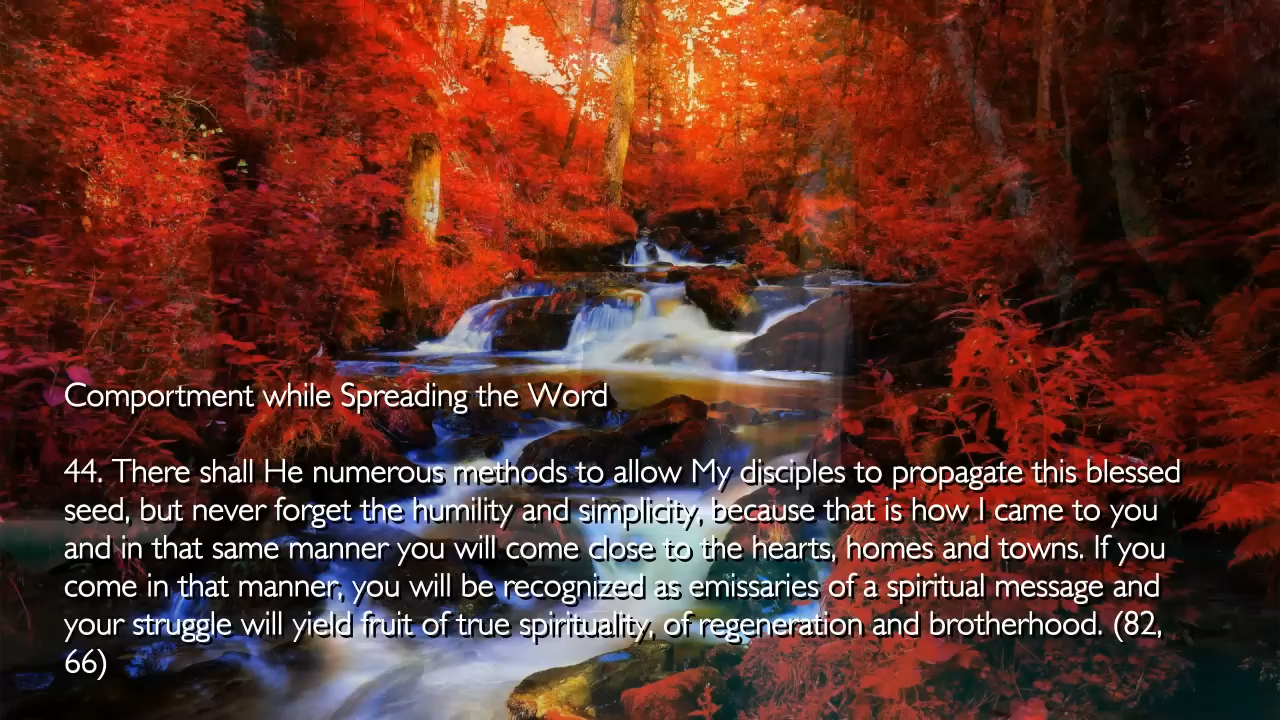 Comportment while Spreading the Word
44. There shall He numerous methods to allow My disciples to propagate this blessed
seed, but never forget the humility and simplicity, because that is how I came to you
and in that same manner you will come close to the hearts, homes and towns. If you
come in that manner, you will be recognized as emissaries of a spiritual message and
your struggle will yield fruit of true spirituality, of regeneration and brotherhood. (82,
66)